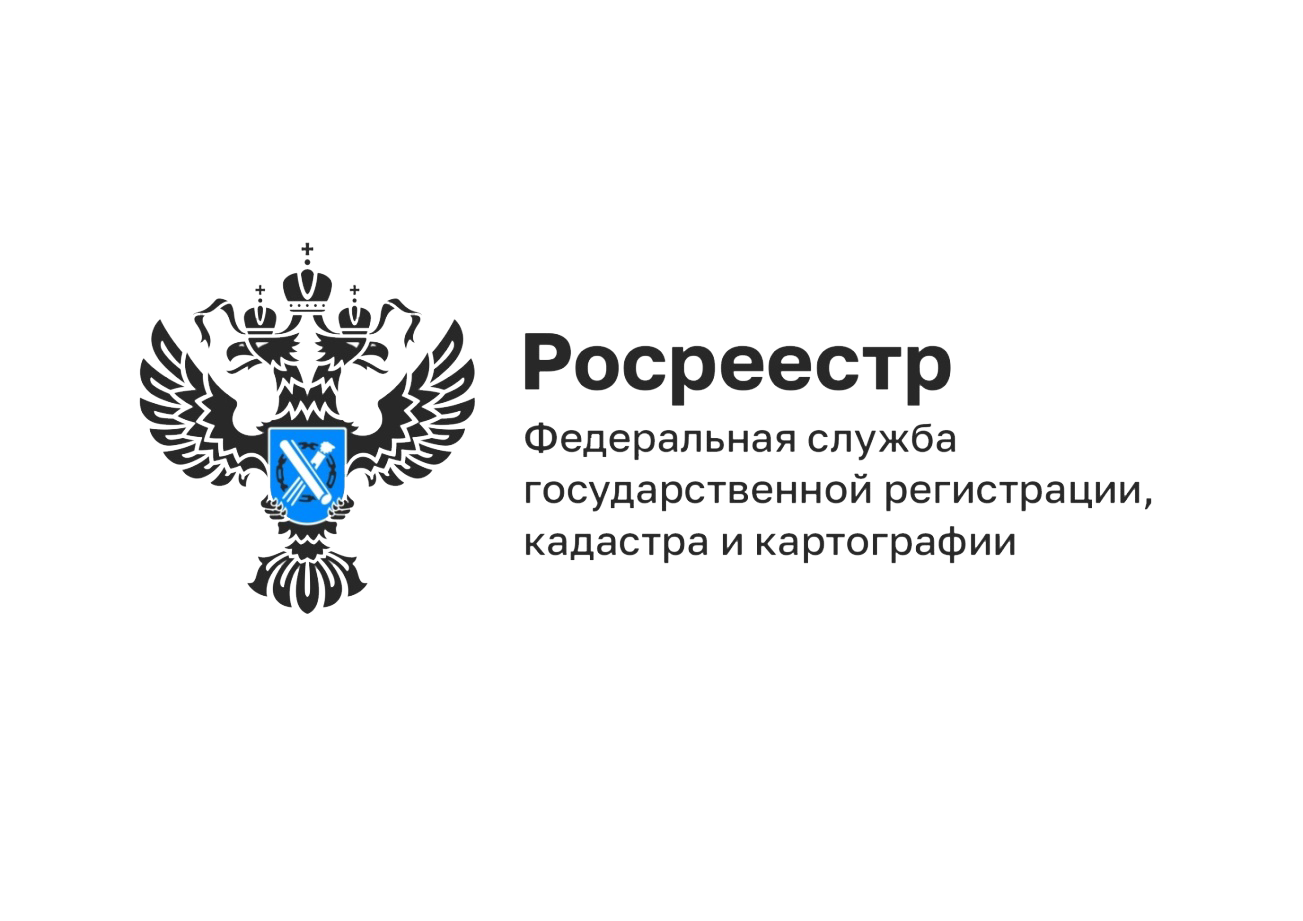 Росреестр
Федеральная служба
государственной регистрации,
кадастра и картографии